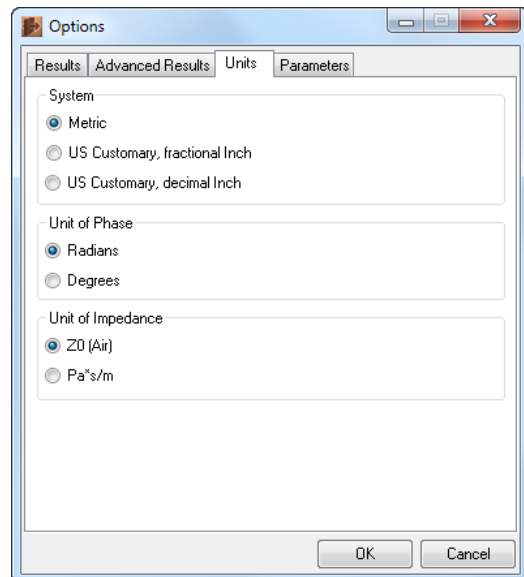 Options
Results Advanced Results Units Parameters
System
Metric
US Customary, fractional Inch
US Customary, decimal Inch
Unit of Phase
Radians
Degrees
Unit of Impedance
Z0 (Air)
Pa*s/m
OK Cancel